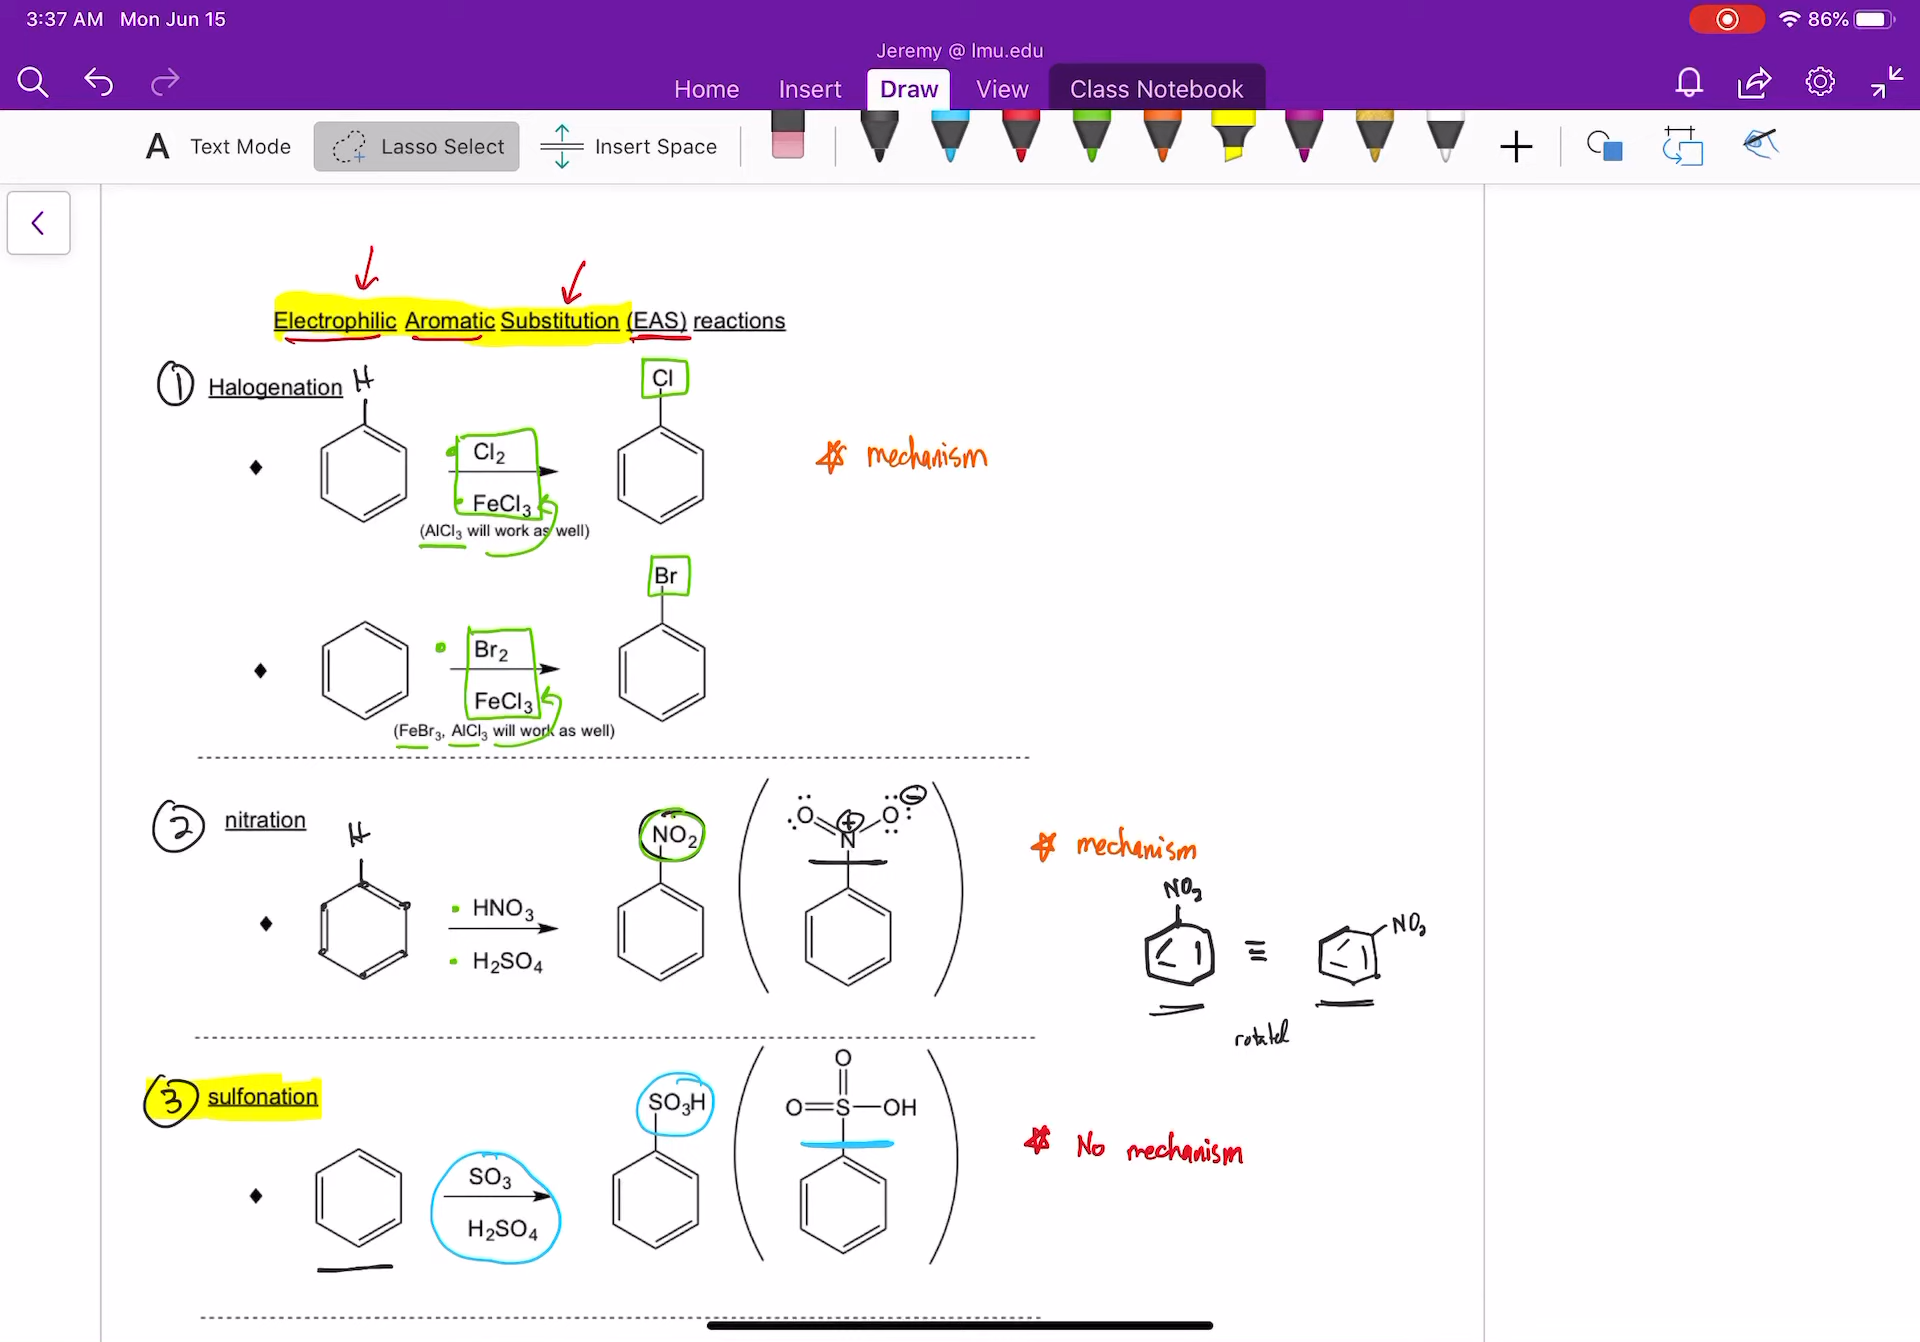 3:37 AM Mon Jun 15
86%
Jeremy @ lmu.edu
Home Insert Draw View Class Notebook
A Text Mode Lasso Select Insert Space
Electrophilic Aromatic Substitution (EAS) reactions
1 Halogenation H
Cl
Cl₂
FeCl₃
(AlCl₃ will work as well)
☆ mechanism
Br
Br₂
FeCl₃
(FeBr₃, AlCl₃ will work as well)
2 nitration
H
NO₂
HNO₃
H₂SO₄
O N + O −
☆ mechanism
NO₂
≡
NO₂
rotated
3 sulfonation
SO₃H
SO₃
H₂SO₄
O
O=S—OH
☆ No mechanism